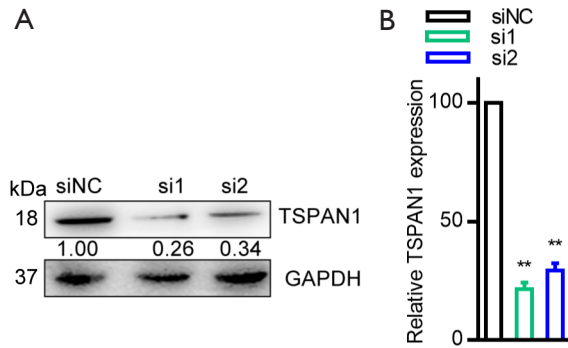 A
kDa siNC si1 si2
18 TSPAN1
1.00 0.26 0.34
37 GAPDH
B
siNC
si1
si2
Relative TSPAN1 expression
100
50
0
**
**